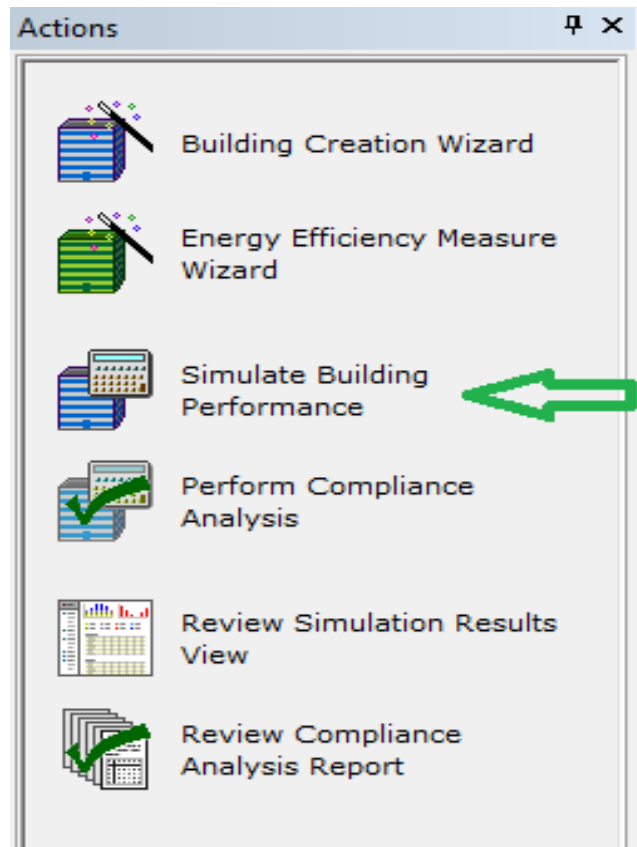 Actions
Building Creation Wizard
Energy Efficiency Measure
Wizard
Simulate Building
Performance
Perform Compliance
Analysis
Review Simulation Results
View
Review Compliance
Analysis Report